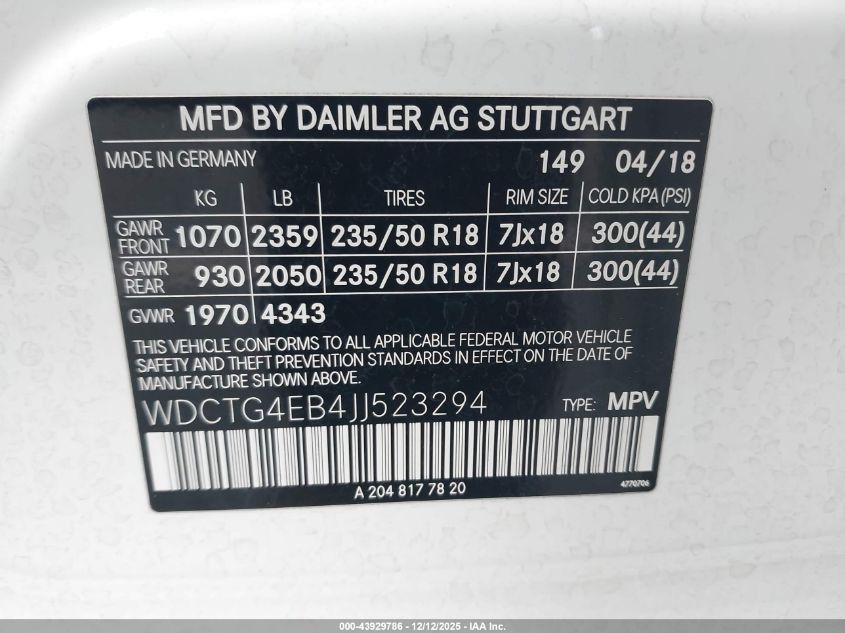 MFD BY DAIMLER AG STUTTGART
MADE IN GERMANY 149 04/18
KG LB TIRES RIM SIZE COLD KPA (PSI)
GAWR FRONT 1070 2359 235/50 R18 7Jx18 300(44)
GAWR REAR 930 2050 235/50 R18 7Jx18 300(44)
GVWR 1970 4343
THIS VEHICLE CONFORMS TO ALL APPLICABLE FEDERAL MOTOR VEHICLE
SAFETY AND THEFT PREVENTION STANDARDS IN EFFECT ON THE DATE OF
MANUFACTURE SHOWN ABOVE.
WDCTG4EB4JJ523294 TYPE: MPV
A 204 817 78 20
4770706
000-43929786 - 12/12/2025 - IAA Inc.